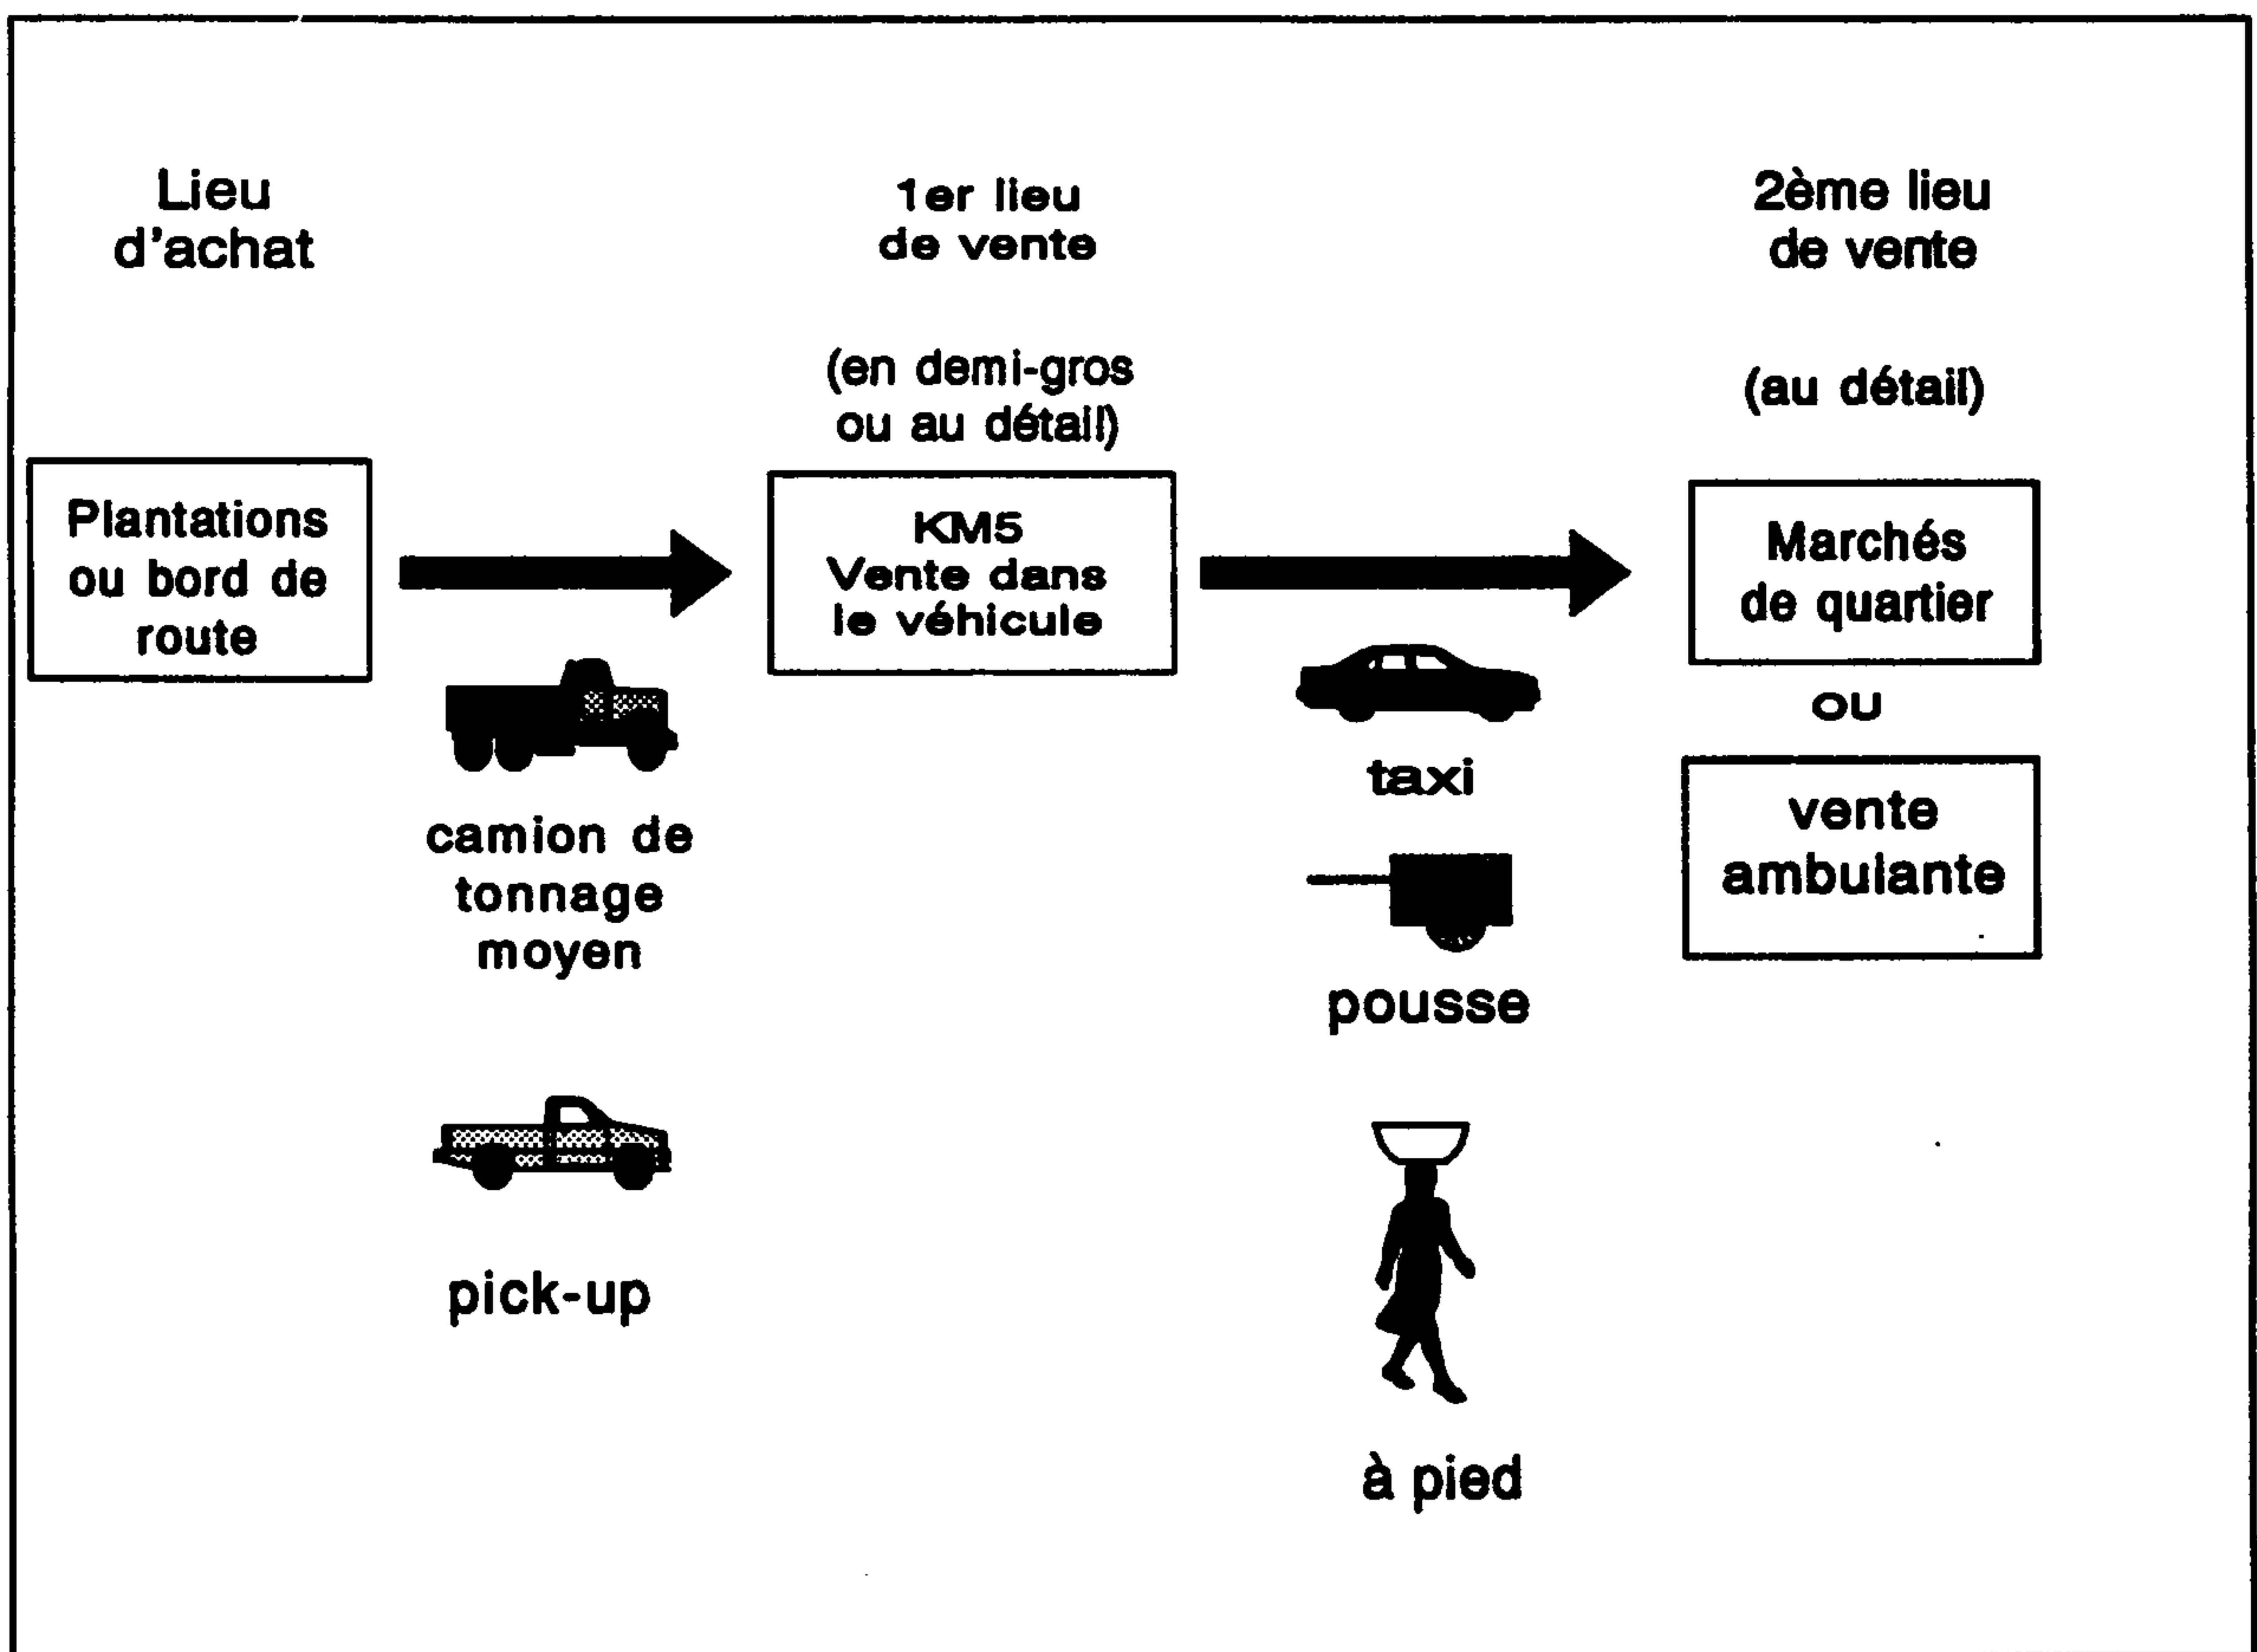 Lieu
d'achat
1er lieu
de vente
2ème lieu
de vente
(en demi-gros
ou au détail)
(au détail)
Plantations
ou bord de
route
KM5
Vente dans
le véhicule
Marchés
de quartier
ou
vente
ambulante
camion de
tonnage
moyen
pick-up
taxi
pousse
à pied